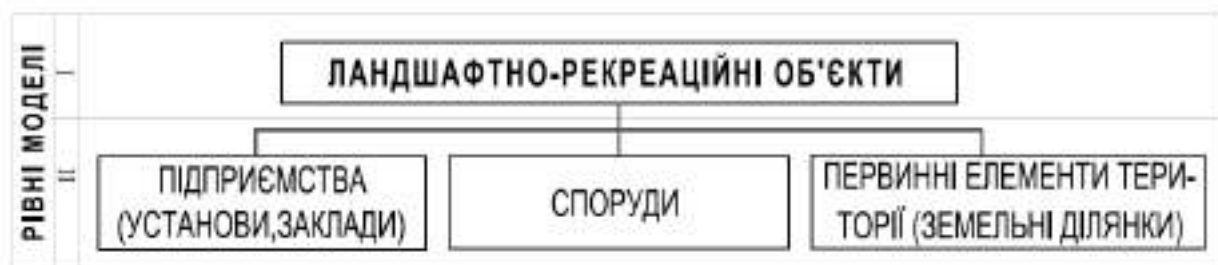 РІВНІ МОДЕЛІ
I
ЛАНДШАФТНО-РЕКРЕАЦІЙНІ ОБ'ЄКТИ
II
ПІДПРИЄМСТВА
(УСТАНОВИ,ЗАКЛАДИ)
СПОРУДИ
ПЕРВИННІ ЕЛЕМЕНТИ ТЕРИ-
ТОРІЇ (ЗЕМЕЛЬНІ ДІЛЯНКИ)